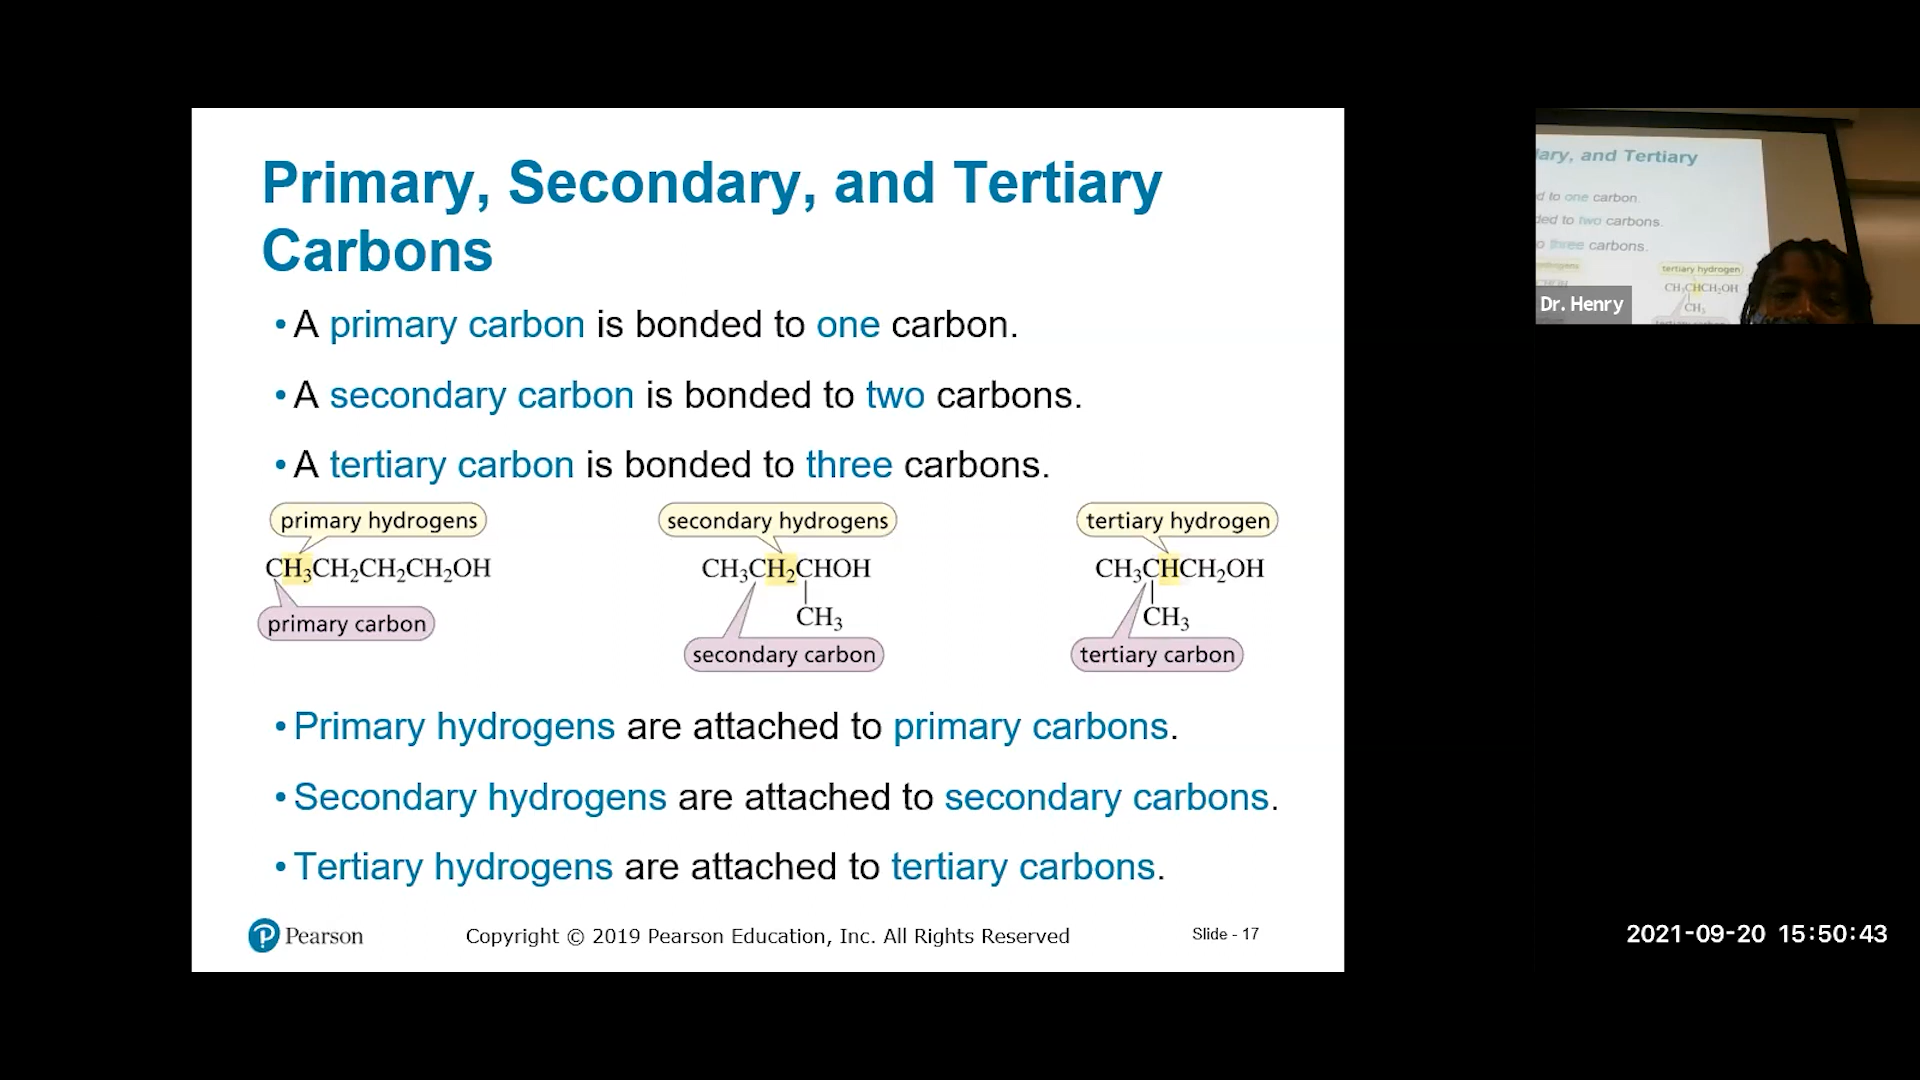 Primary, Secondary, and Tertiary
Carbons
• A primary carbon is bonded to one carbon.
• A secondary carbon is bonded to two carbons.
• A tertiary carbon is bonded to three carbons.
primary hydrogens
CH₃CH₂CH₂CH₂OH
primary carbon
secondary hydrogens
CH₃CH₂CHOH
CH₃
secondary carbon
tertiary hydrogen
CH₃CHCH₂OH
CH₃
tertiary carbon
• Primary hydrogens are attached to primary carbons.
• Secondary hydrogens are attached to secondary carbons.
• Tertiary hydrogens are attached to tertiary carbons.
P Pearson
Copyright © 2019 Pearson Education, Inc. All Rights Reserved
Slide - 17
ary, and Tertiary
d to one carbon.
ded to two carbons.
o three carbons.
tertiary hydrogen
CH₃CHCH₂OH
CH₃
Dr. Henry
2021-09-20 15:50:43